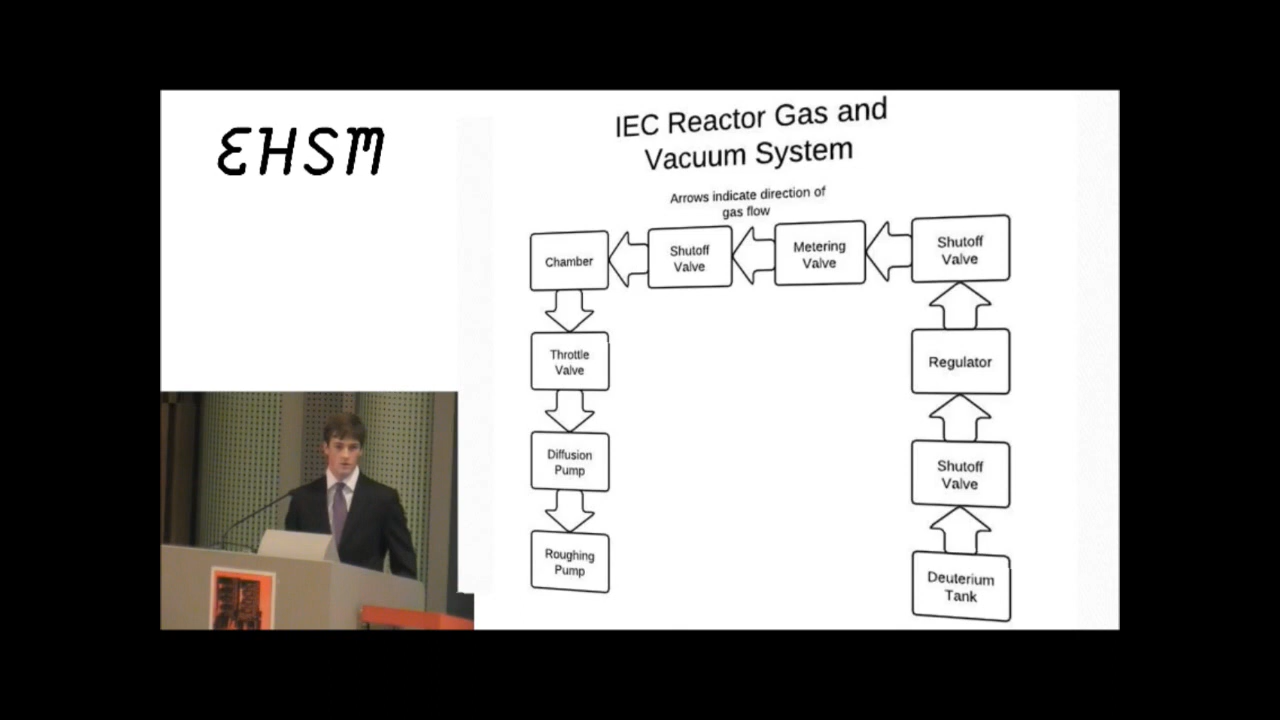 EHSM
IEC Reactor Gas and
Vacuum System
Arrows indicate direction of
gas flow
Chamber
Shutoff
Valve
Metering
Valve
Shutoff
Valve
Throttle
Valve
Regulator
Diffusion
Pump
Shutoff
Valve
Roughing
Pump
Deuterium
Tank